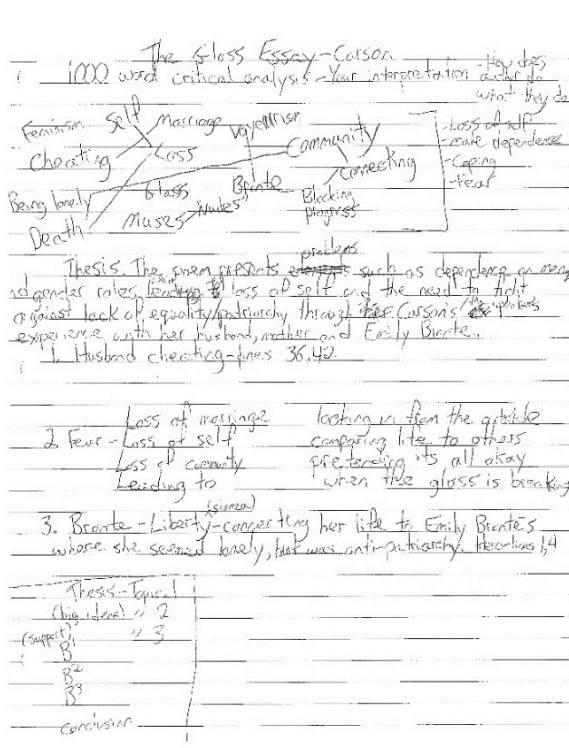 The Glass Essay - Carson
1000 word critical analysis - Your interpretation
- How does
author do
what they do
Feminism Self Marriage Voyeurism
Cheating Loss Community
Connecting
Being lonely Glass Bronte Blocking
progress
Death Muses "Nudes"
- Loss of self
- male dependence
- Coping
- Fear
problems
Thesis. The poem presents such as dependence on men,
nd gender roles, leading to loss of self and the need to fight
against lack of equality/patriarchy through Carson's speakers
experience with her husband, mother and Emily Bronte.
1. Husband cheating - lines 36, 42.
Loss of marriage looking in from the outside
2. Fear - Loss of self comparing life to others
Loss of community pretending its all okay
Leading to when the glass is breaking
3. Bronte - Liberty - connecting her life to Emily Bronte's
where she seemed lonely, but was anti-patriarchy. lines 1, 4
Thesis - Topical 1
(big ideas) " 2
(support) " 3
B1
B2
B3
Conclusion